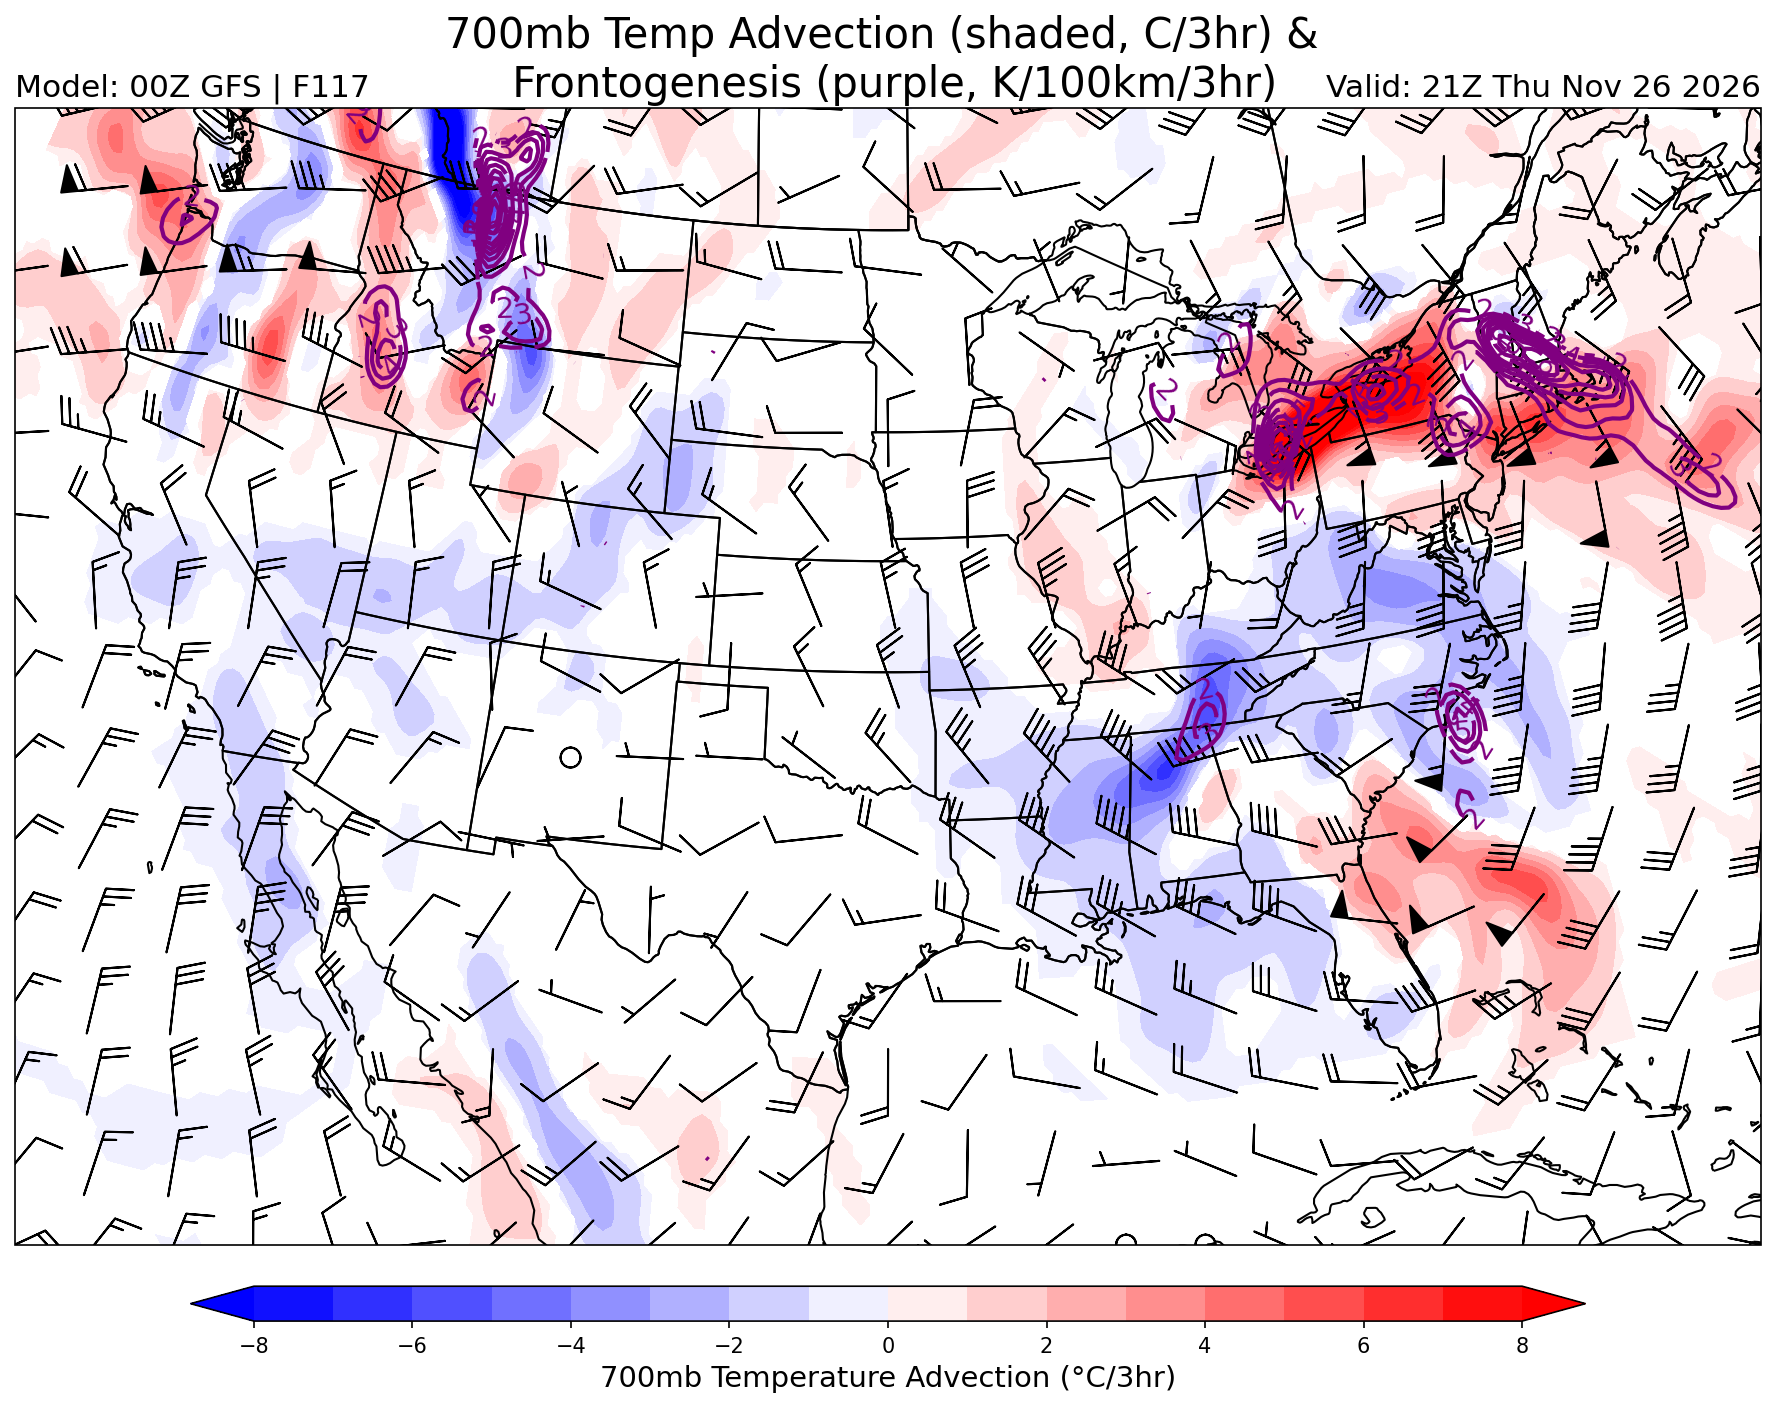 700mb Temp Advection (shaded, C/3hr) &
Frontogenesis (purple, K/100km/3hr)
Model: 00Z GFS | F117
Valid: 21Z Thu Nov 26 2026
−8 −6 −4 −2 0 2 4 6 8
700mb Temperature Advection (°C/3hr)